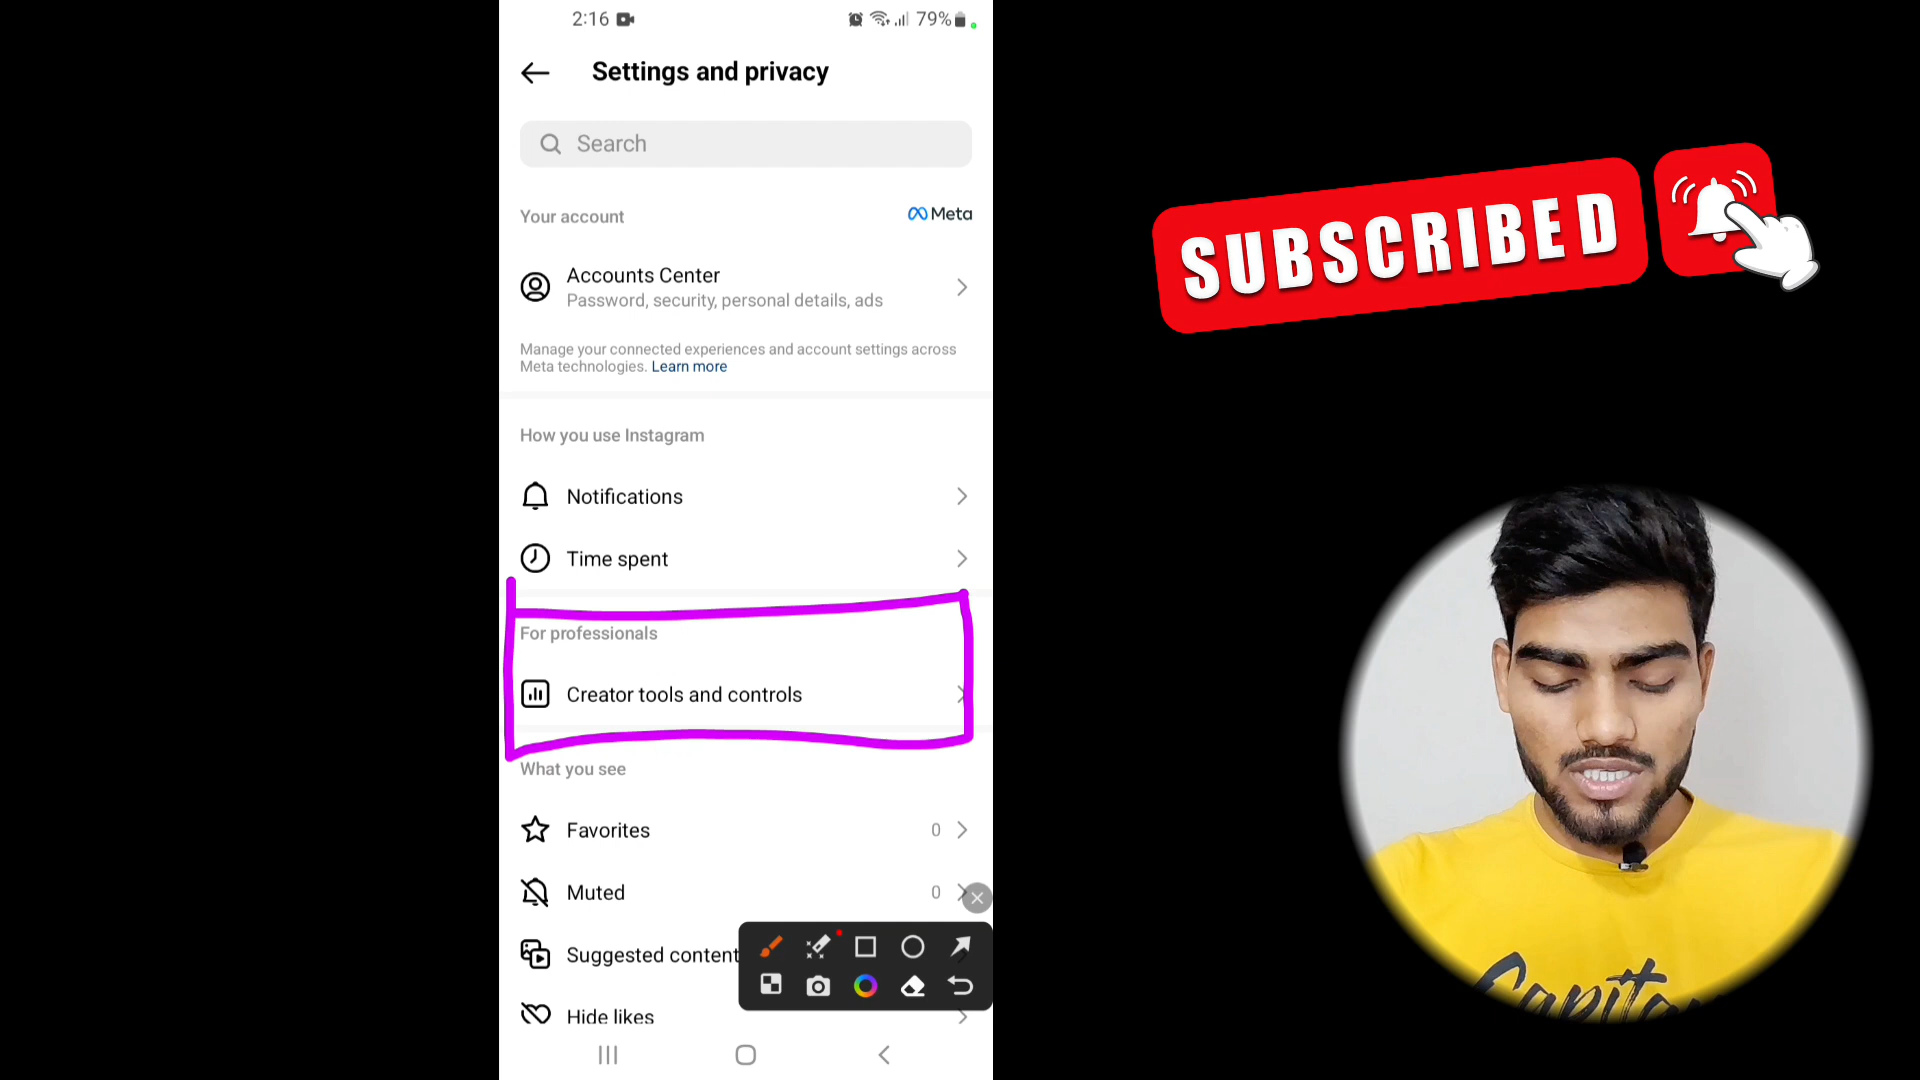 2:16
79%
Settings and privacy
Search
Your account
Meta
Accounts Center
Password, security, personal details, ads
Manage your connected experiences and account settings across
Meta technologies. Learn more
How you use Instagram
Notifications
Time spent
For professionals
Creator tools and controls
What you see
Favorites
0
Muted
0
Suggested content
Hide likes
SUBSCRIBED